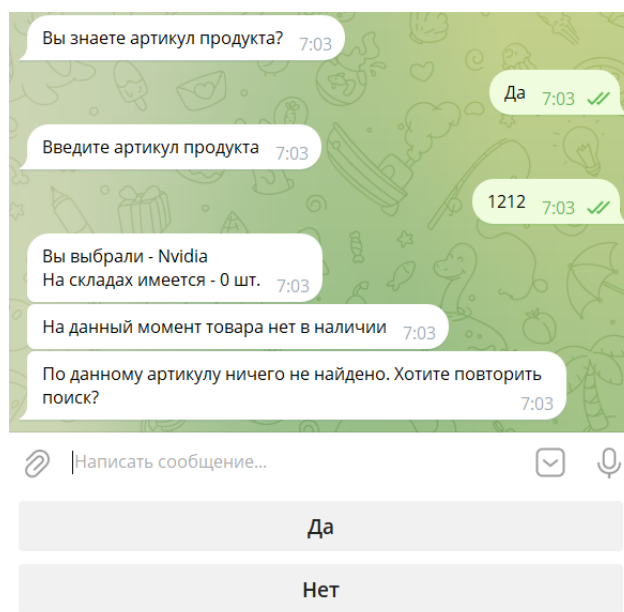 Вы знаете артикул продукта? 7:03
Да 7:03
Введите артикул продукта 7:03
1212 7:03
Вы выбрали - Nvidia
На складах имеется - 0 шт. 7:03
На данный момент товара нет в наличии 7:03
По данному артикулу ничего не найдено. Хотите повторить
поиск? 7:03
Написать сообщение...
Да
Нет